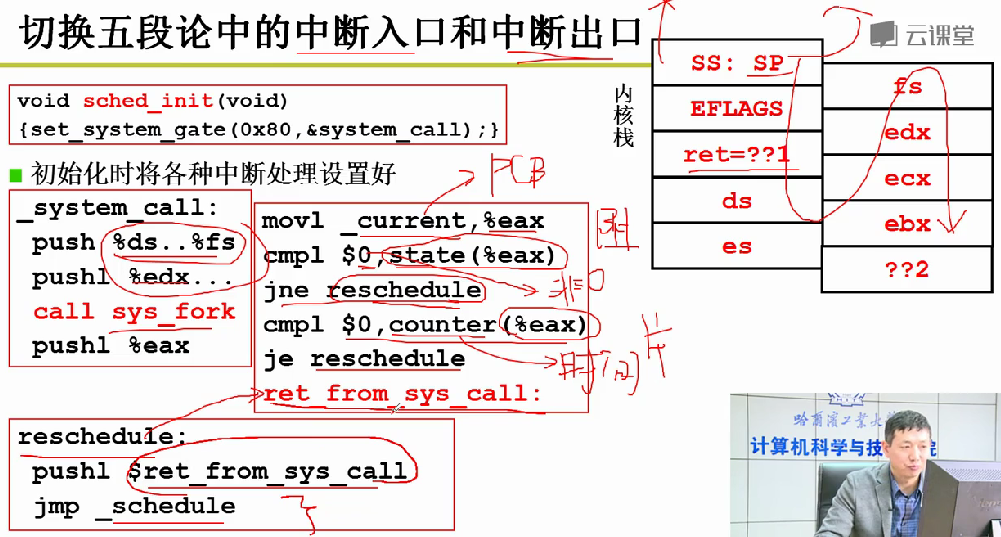 切换五段论中的中断入口和中断出口
云课堂
void sched_init(void)
{set_system_gate(0x80,&system_call);}
初始化时将各种中断处理设置好
_system_call:
push %ds..%fs
pushl %edx...
call sys_fork
pushl %eax
PCB
movl _current,%eax
cmpl $0,state(%eax)
jne reschedule
非0
cmpl $0,counter(%eax)
je reschedule
时间片
ret_from_sys_call:
reschedule:
pushl $ret_from_sys_call
jmp _schedule
}
内核栈
SS: SP
EFLAGS
ret=??1
ds
es
fs
edx
ecx
ebx
??2
哈尔滨工业大
计算机科学与技
院